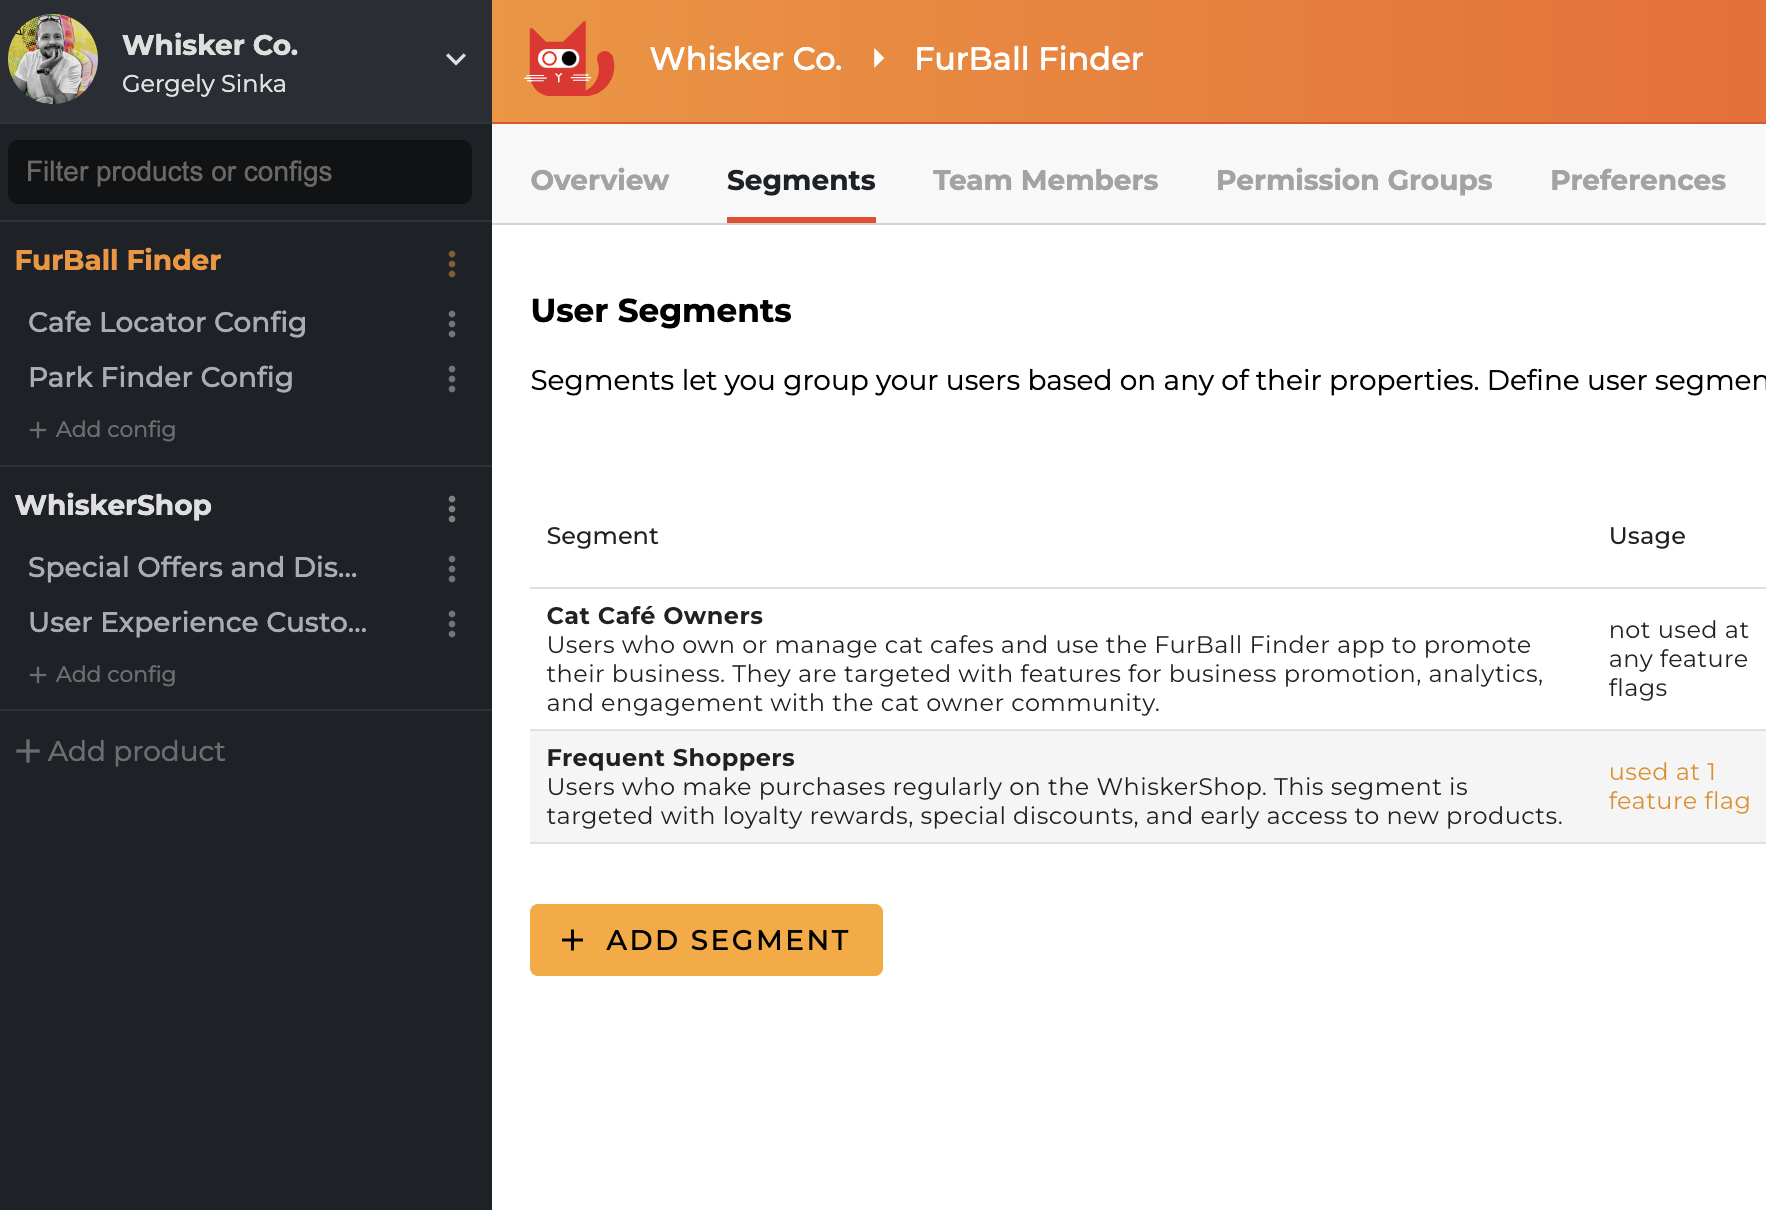 Whisker Co.
Gergely Sinka
Filter products or configs
FurBall Finder
Cafe Locator Config
Park Finder Config
+ Add config
WhiskerShop
Special Offers and Dis...
User Experience Custo...
+ Add config
+ Add product
Whisker Co. FurBall Finder
Overview Segments Team Members Permission Groups Preferences
User Segments
Segments let you group your users based on any of their properties. Define user segmen
Segment Usage
Cat Café Owners
Users who own or manage cat cafes and use the FurBall Finder app to promote
their business. They are targeted with features for business promotion, analytics,
and engagement with the cat owner community.
not used at
any feature
flags
Frequent Shoppers
Users who make purchases regularly on the WhiskerShop. This segment is
targeted with loyalty rewards, special discounts, and early access to new products.
used at 1
feature flag
+ ADD SEGMENT